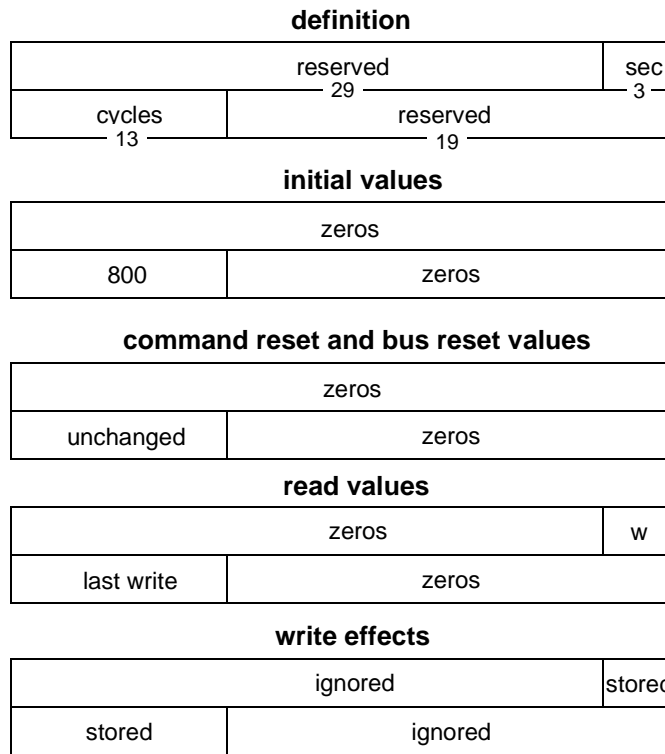 definition
reserved sec
29 3
cycles reserved
13 19
initial values
zeros
800 zeros
command reset and bus reset values
zeros
unchanged zeros
read values
zeros w
last write zeros
write effects
ignored stored
stored ignored